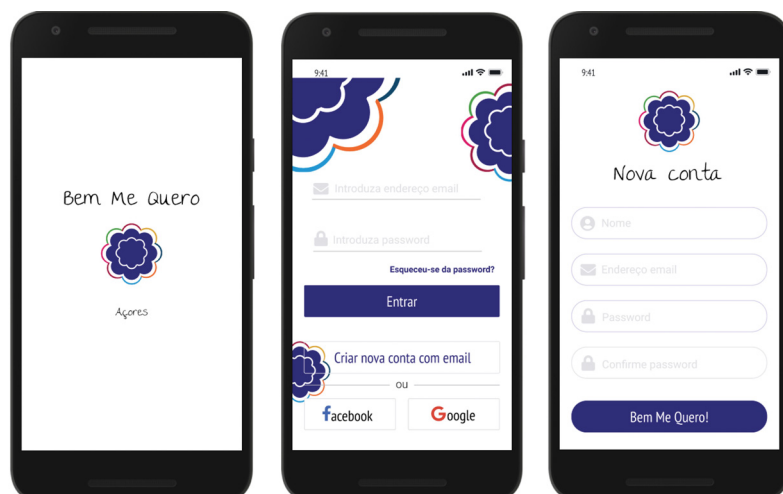 Bem Me Quero
Açores
9:41
Introduza endereço email
Introduza password
Esqueceu-se da password?
Entrar
Criar nova conta com email
ou
facebook
Google
9:41
Nova conta
Nome
Endereço email
Password
Confirme password
Bem Me Quero!